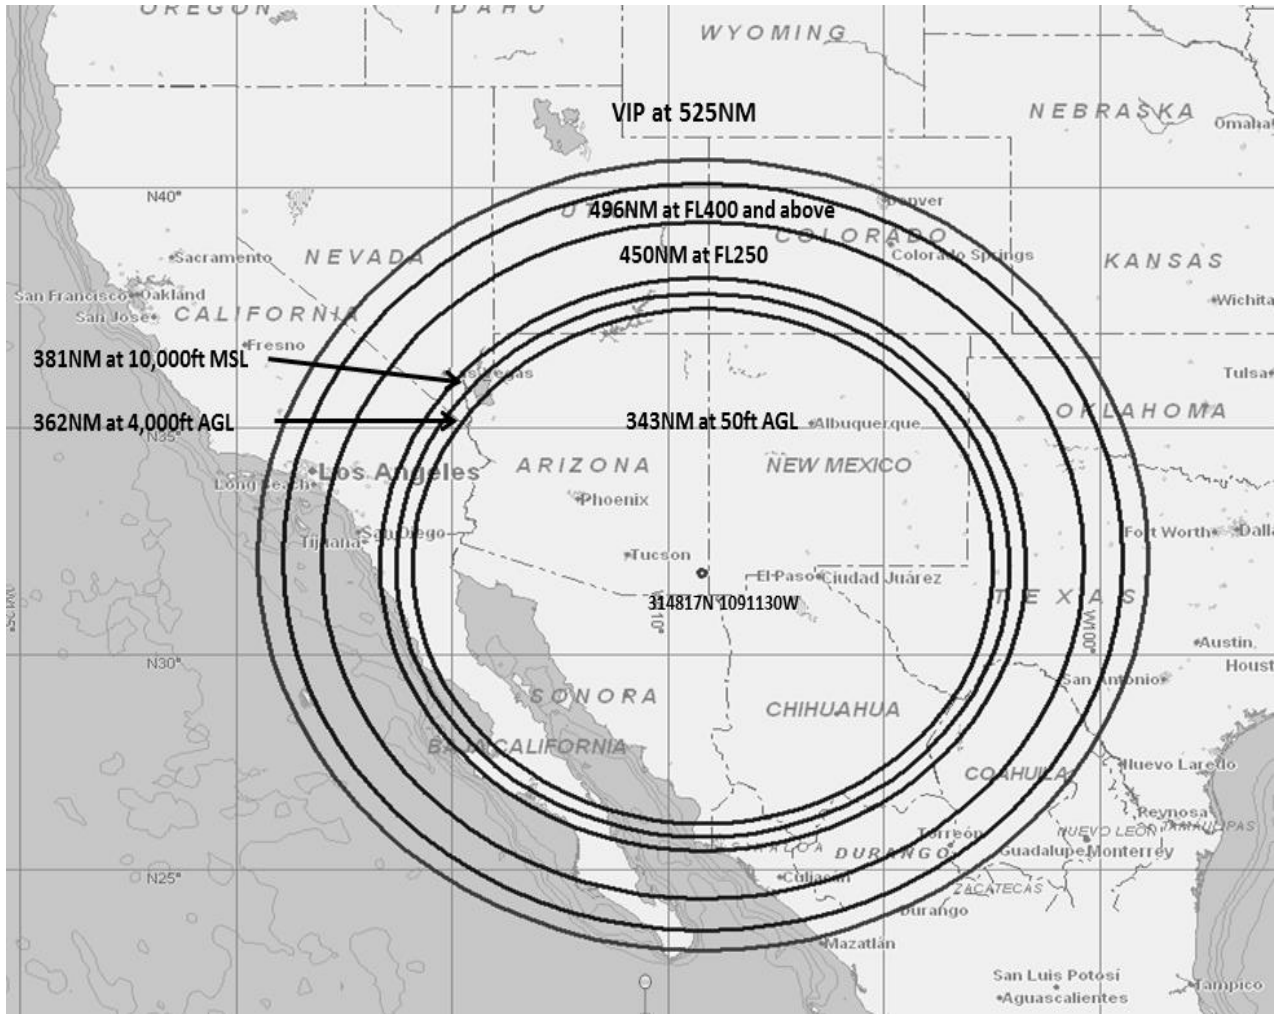 OREGON
IDAHO
WYOMING
NEBRASKA
Omaha
VIP at 525NM
N40°
Denver
496NM at FL400 and above
COLORADO
Sacramento
NEVADA
450NM at FL250
Colorado Springs
KANSAS
San Francisco
Oakland
Wichita
San Jose
CALIFORNIA
Fresno
381NM at 10,000ft MSL
Tulsa
362NM at 4,000ft AGL
343NM at 50ft AGL
Albuquerque
OKLAHOMA
N35°
Los Angeles
ARIZONA
NEW MEXICO
Long Beach
Phoenix
San Diego
Tijuana
Fort Worth
Dalla
Tucson
El Paso
Ciudad Juárez
314817N 1091130W
TEXAS
W100°
Austin
N30°
San Antonio
Houst
SONORA
CHIHUAHUA
BAJA CALIFORNIA
COAHUILA
Nuevo Laredo
Reynosa
TAMAULIPAS
Torreón
NUEVO LEÓN
DURANGO
Guadalupe
Monterrey
SINALOA
N25°
Culiacán
ZACATECAS
Durango
Mazatlán
San Luis Potosí
Tampico
Aguascalientes